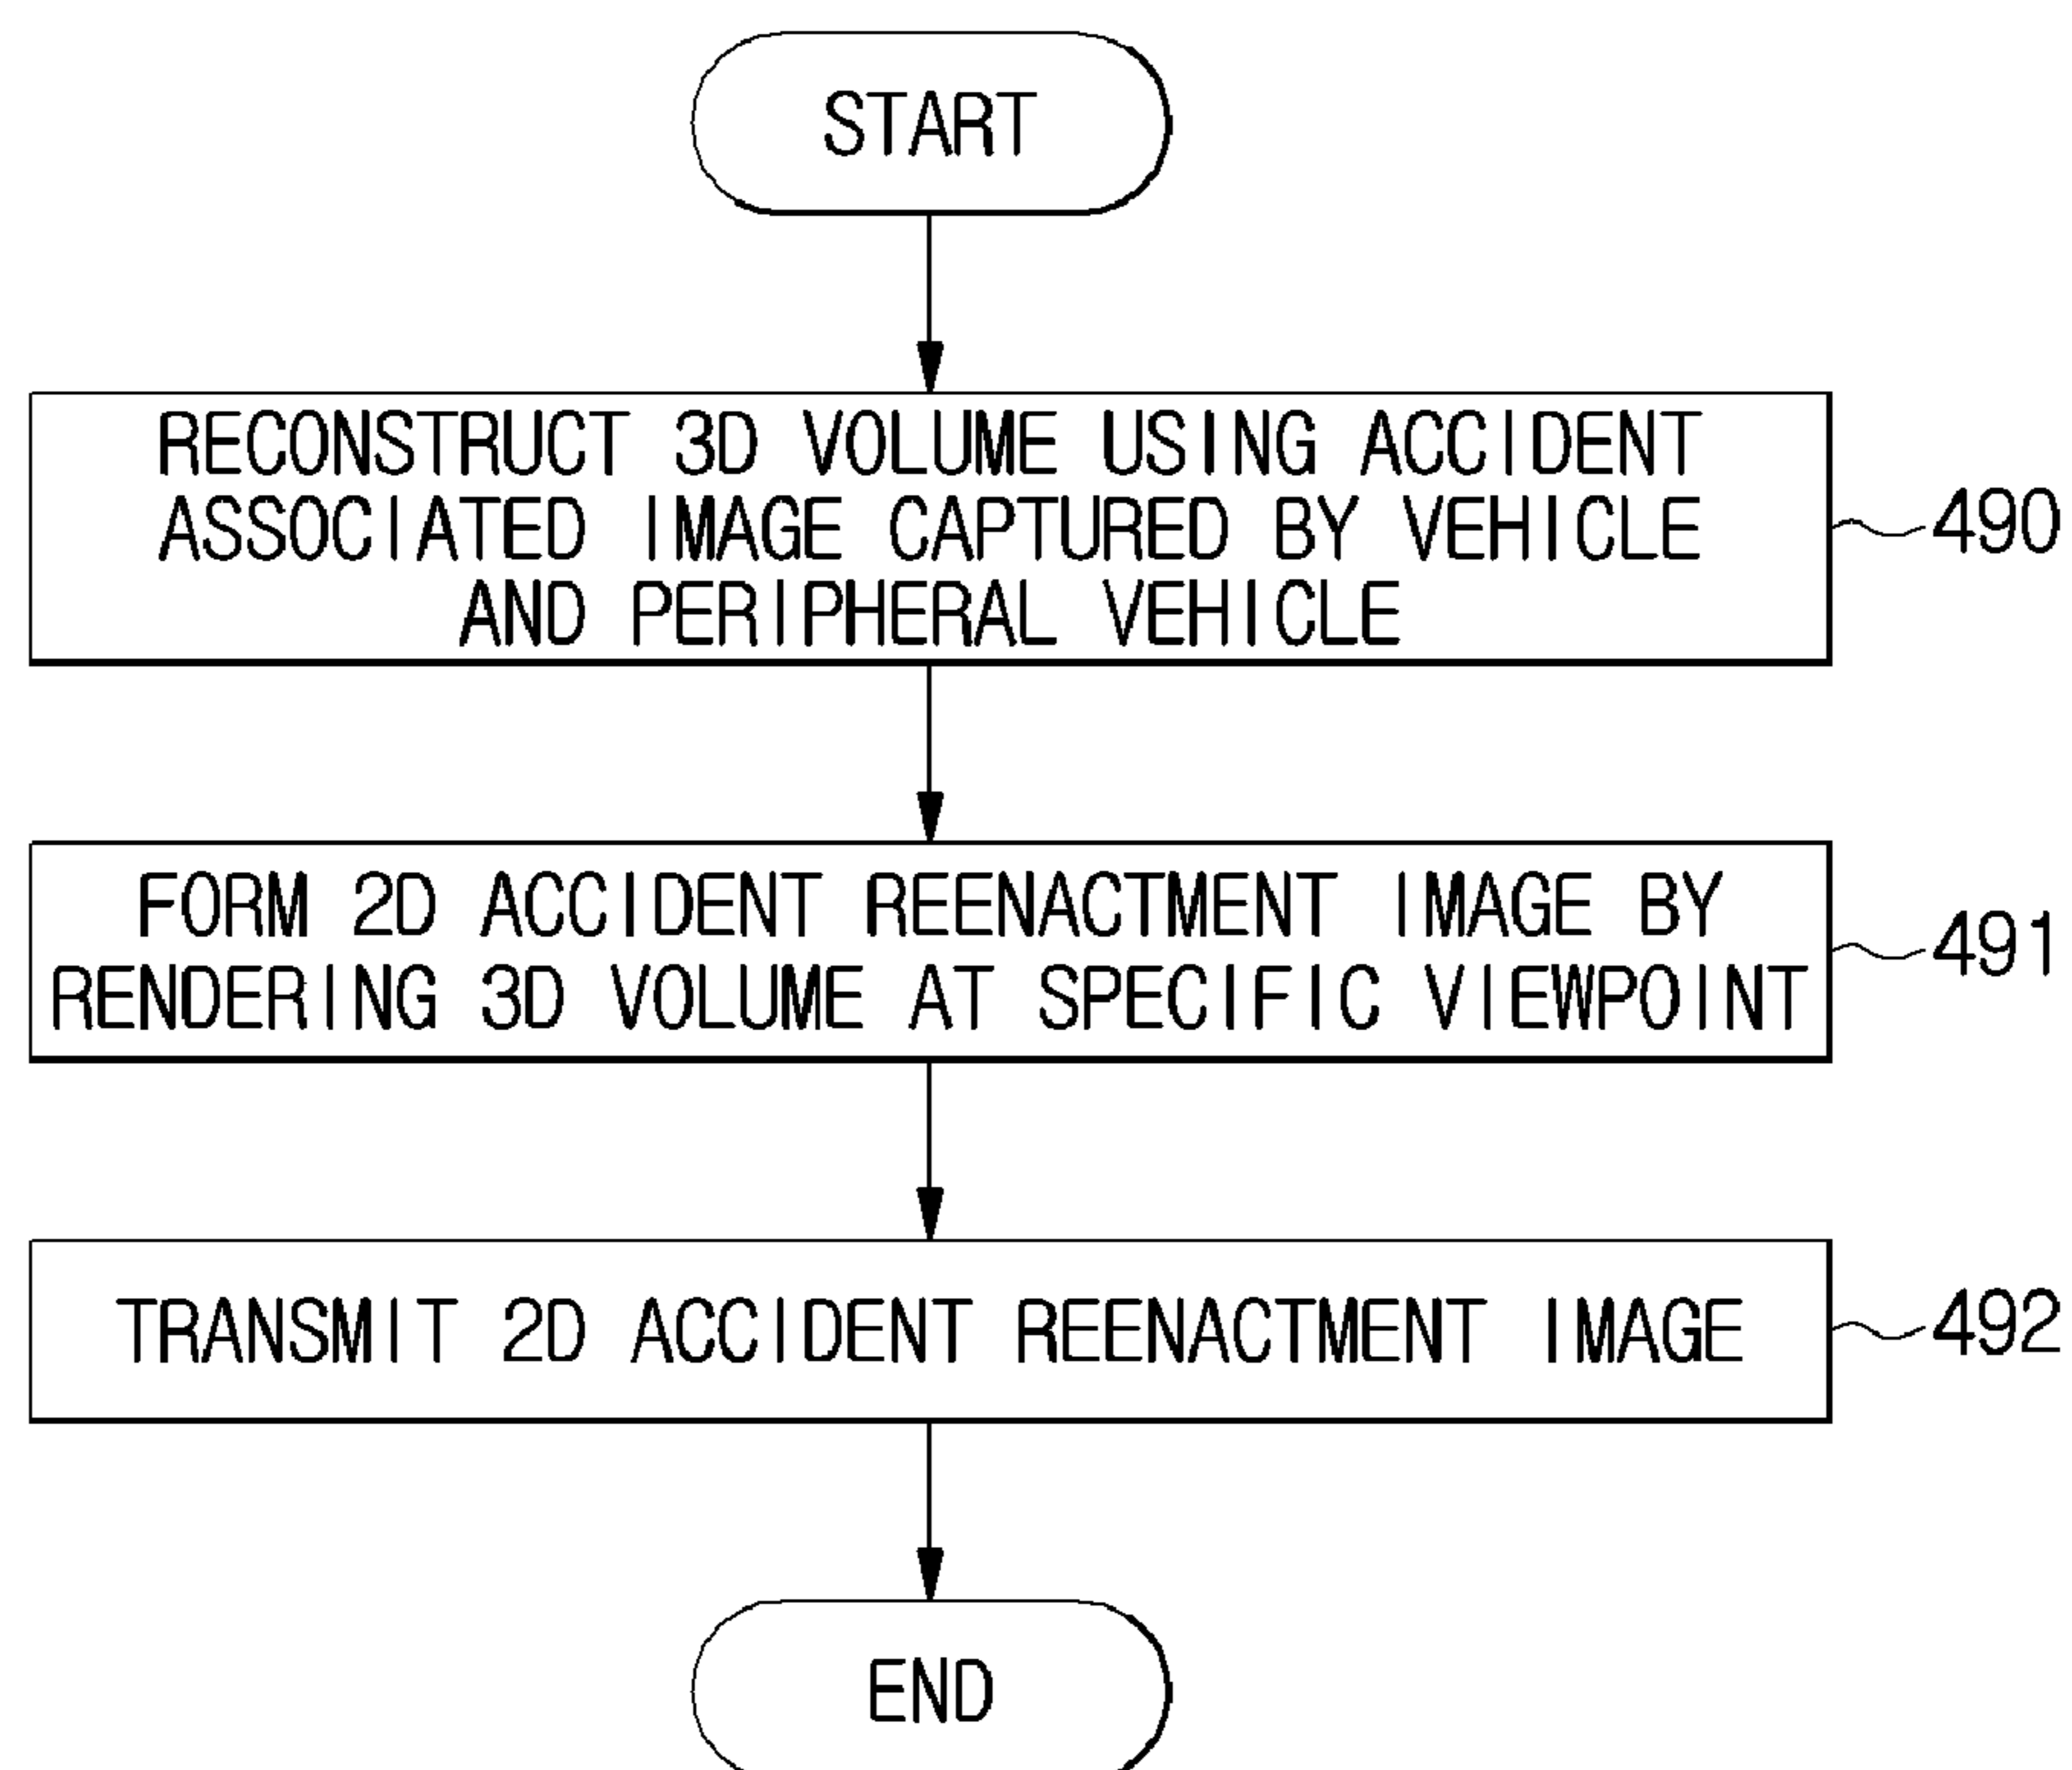 START
RECONSTRUCT 3D VOLUME USING ACCIDENT
ASSOCIATED IMAGE CAPTURED BY VEHICLE
AND PERIPHERAL VEHICLE
490
FORM 2D ACCIDENT REENACTMENT IMAGE BY
RENDERING 3D VOLUME AT SPECIFIC VIEWPOINT
491
TRANSMIT 2D ACCIDENT REENACTMENT IMAGE
492
END